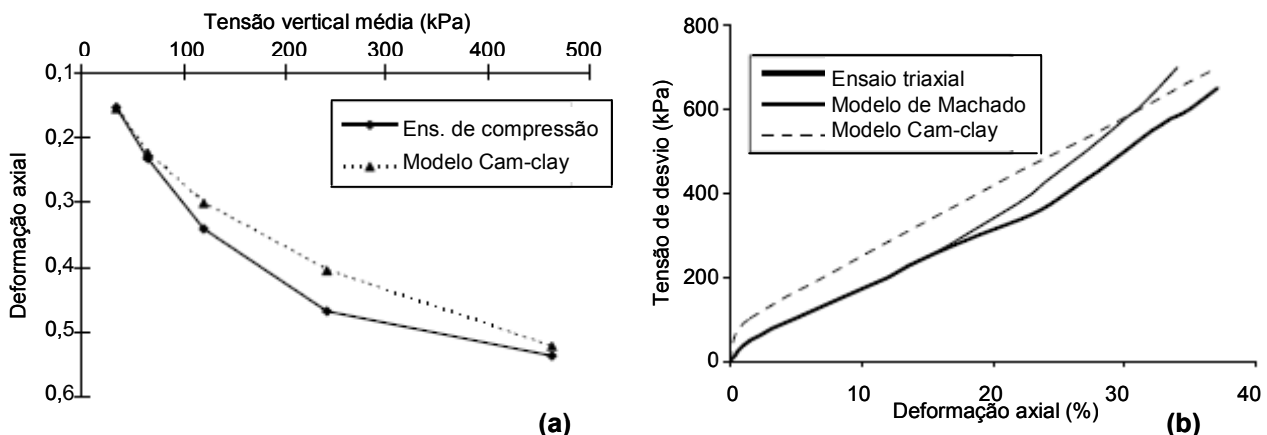 Tensão vertical média (kPa)
0 100 200 300 400 500
0,1
0,2
0,3
0,4
0,5
0,6
Deformação axial
Ens. de compressão
Modelo Cam-clay
(a)
800
600
400
200
0
Tensão de desvio (kPa)
Ensaio triaxial
Modelo de Machado
Modelo Cam-clay
0 10 20 30 40
Deformação axial (%)
(b)